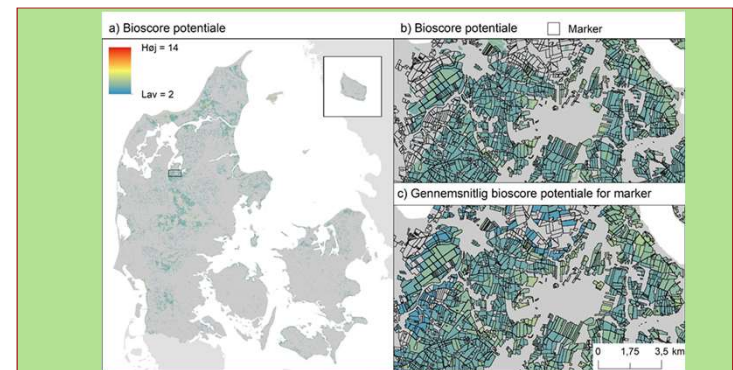 a) Bioscore potentiale
Høj = 14
Lav = 2
b) Bioscore potentiale
Marker
c) Gennemsnitlig bioscore potentiale for marker
0 1,75 3,5 km